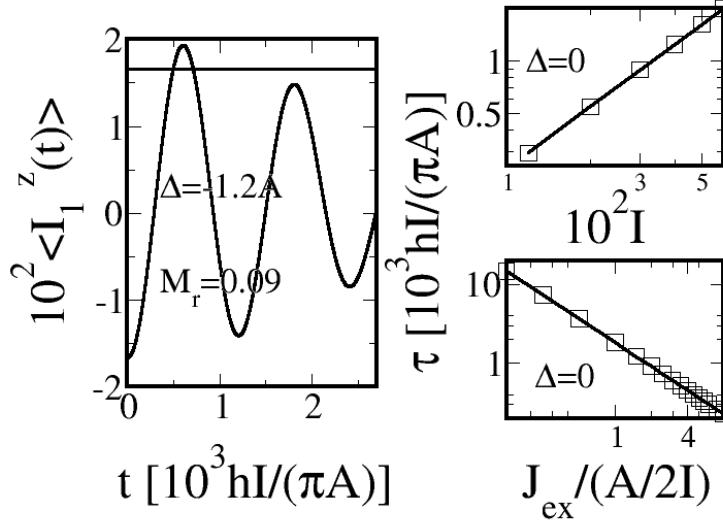 10² <I₁ᶻ(t)>
2
1
0
-1
-2
Δ=-1.2A
Mᵣ=0.09
0 1 2
t [10³hI/(πA)]
τ [10³hI/(πA)]
1
0.5
Δ=0
1 3 5
10²I
10
1
Δ=0
1 4
J_ex/(A/2I)